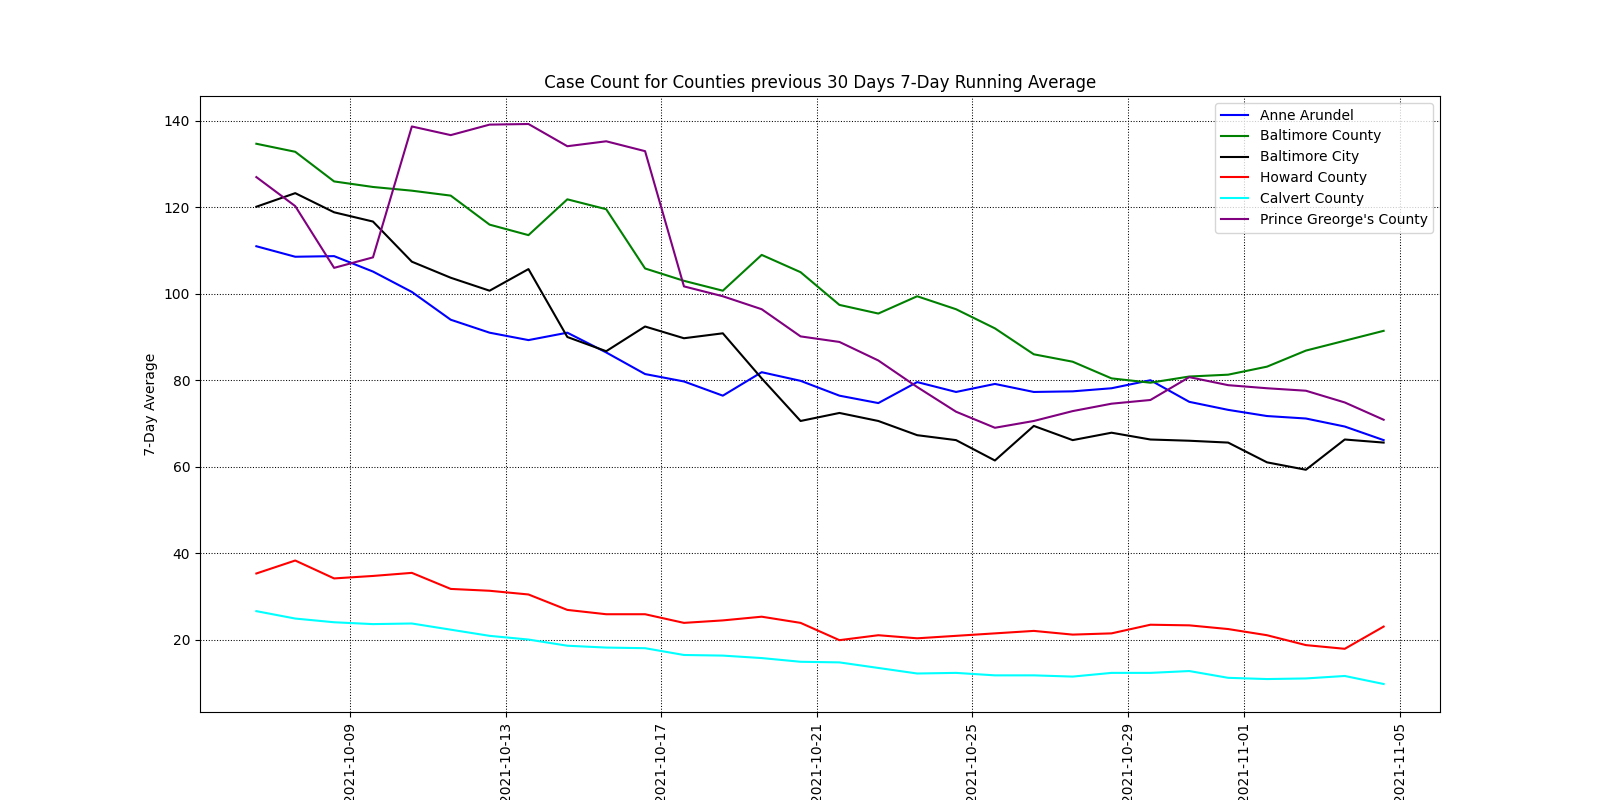 Case Count for Counties previous 30 Days 7-Day Running Average
Anne Arundel
Baltimore County
Baltimore City
Howard County
Calvert County
Prince Greorge's County
7-Day Average
140
120
100
80
60
40
20
2021-10-09
2021-10-13
2021-10-17
2021-10-21
2021-10-25
2021-10-29
2021-11-01
2021-11-05